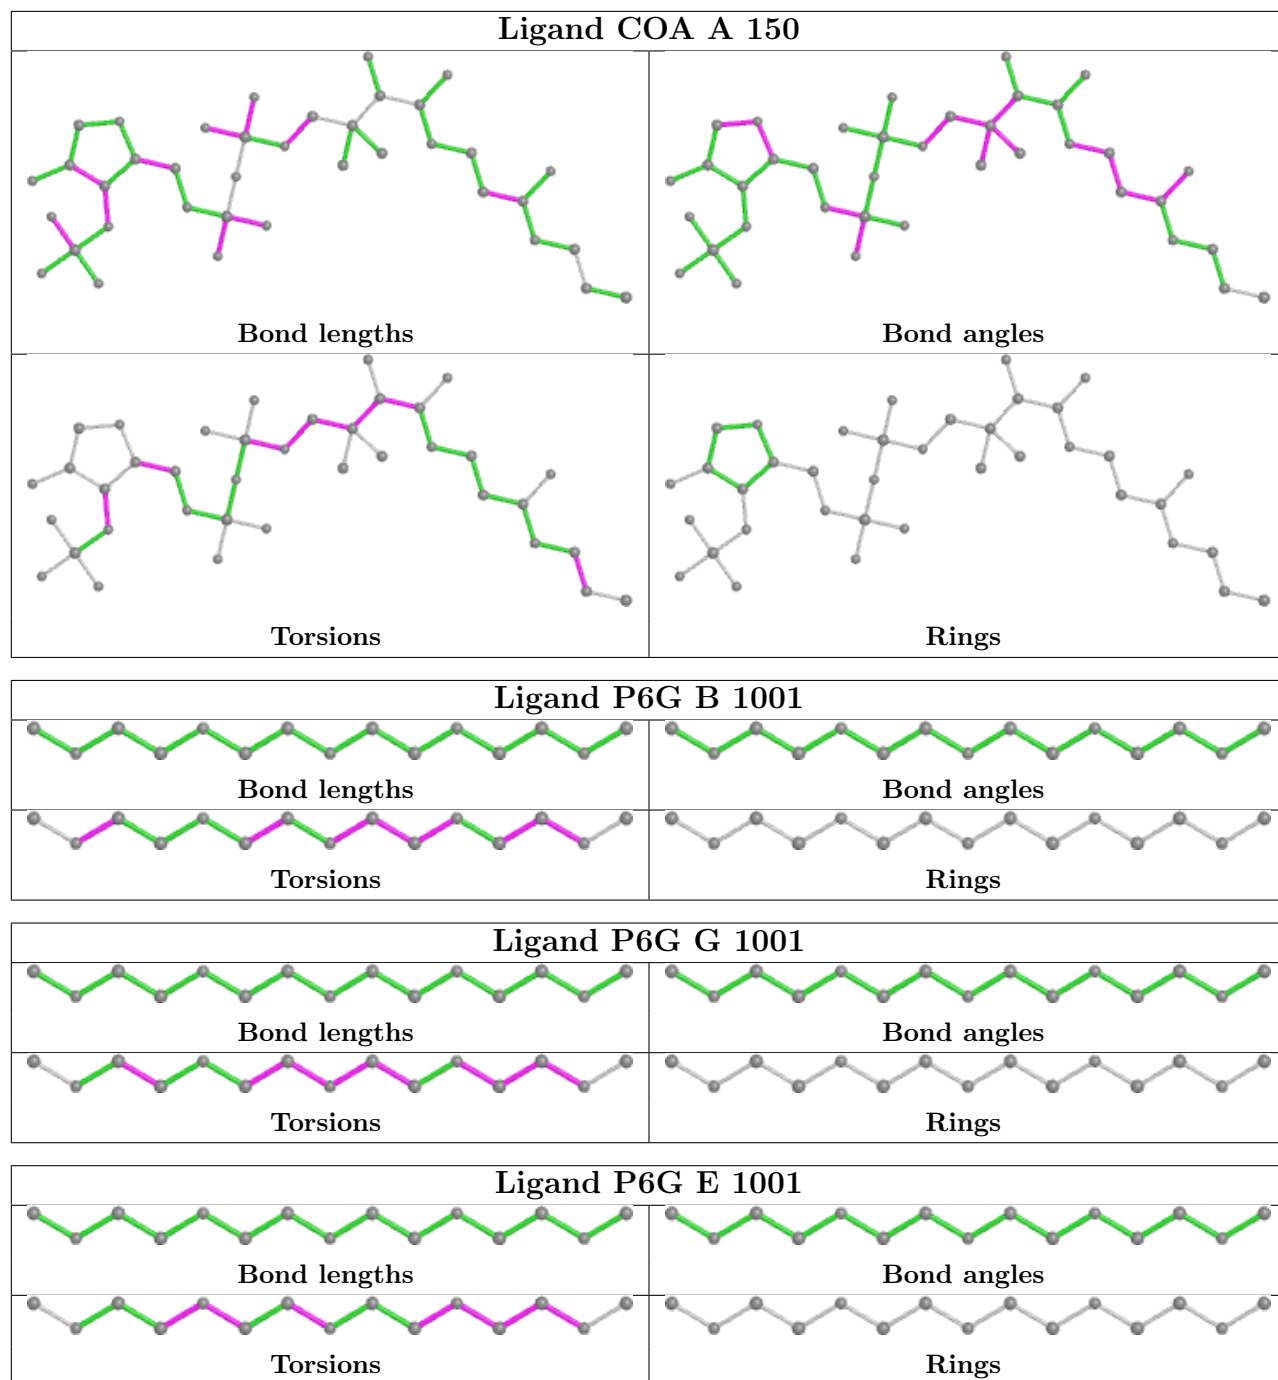 Ligand COA A 150
Bond lengths
Bond angles
Torsions
Rings
Ligand P6G B 1001
Bond lengths
Bond angles
Torsions
Rings
Ligand P6G G 1001
Bond lengths
Bond angles
Torsions
Rings
Ligand P6G E 1001
Bond lengths
Bond angles
Torsions
Rings